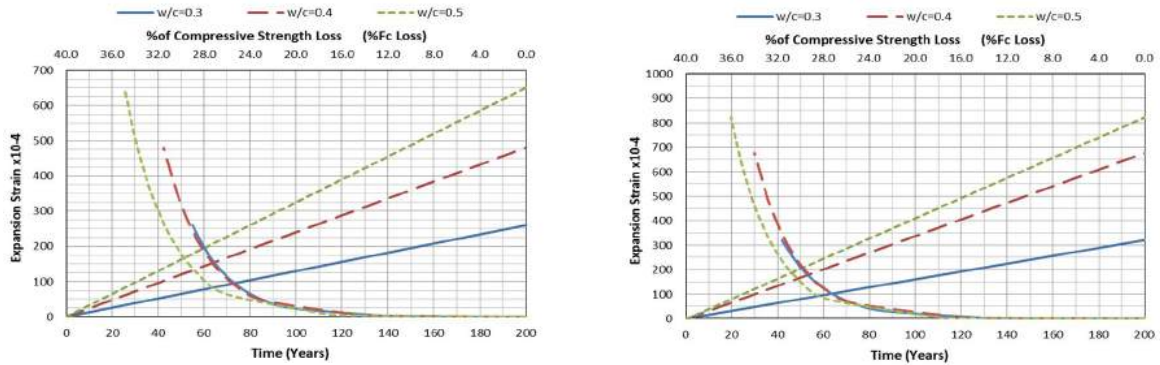 w/c=0.3 w/c=0.4 w/c=0.5
%of Compressive Strength Loss (%Fc Loss)
40.0 36.0 32.0 28.0 24.0 20.0 16.0 12.0 8.0 4.0 0.0
700
600
500
400
300
200
100
0
Expansion Strain x10-4
0 20 40 60 80 100 120 140 160 180 200
Time (Years)
w/c=0.3 w/c=0.4 w/c=0.5
%of Compressive Strength Loss (%Fc Loss)
40.0 36.0 32.0 28.0 24.0 20.0 16.0 12.0 8.0 4.0 0.0
1000
900
800
700
600
500
400
300
200
100
0
Expansion Strain x10-4
0 20 40 60 80 100 120 140 160 180 200
Time (Years)